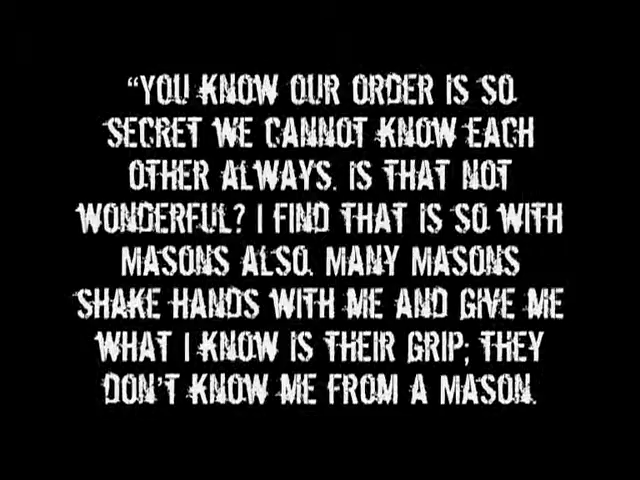 “YOU KNOW OUR ORDER IS SO
SECRET WE CANNOT KNOW EACH
OTHER ALWAYS. IS THAT NOT
WONDERFUL? I FIND THAT IS SO WITH
MASONS ALSO. MANY MASONS
SHAKE HANDS WITH ME AND GIVE ME
WHAT I KNOW IS THEIR GRIP; THEY
DON'T KNOW ME FROM A MASON.